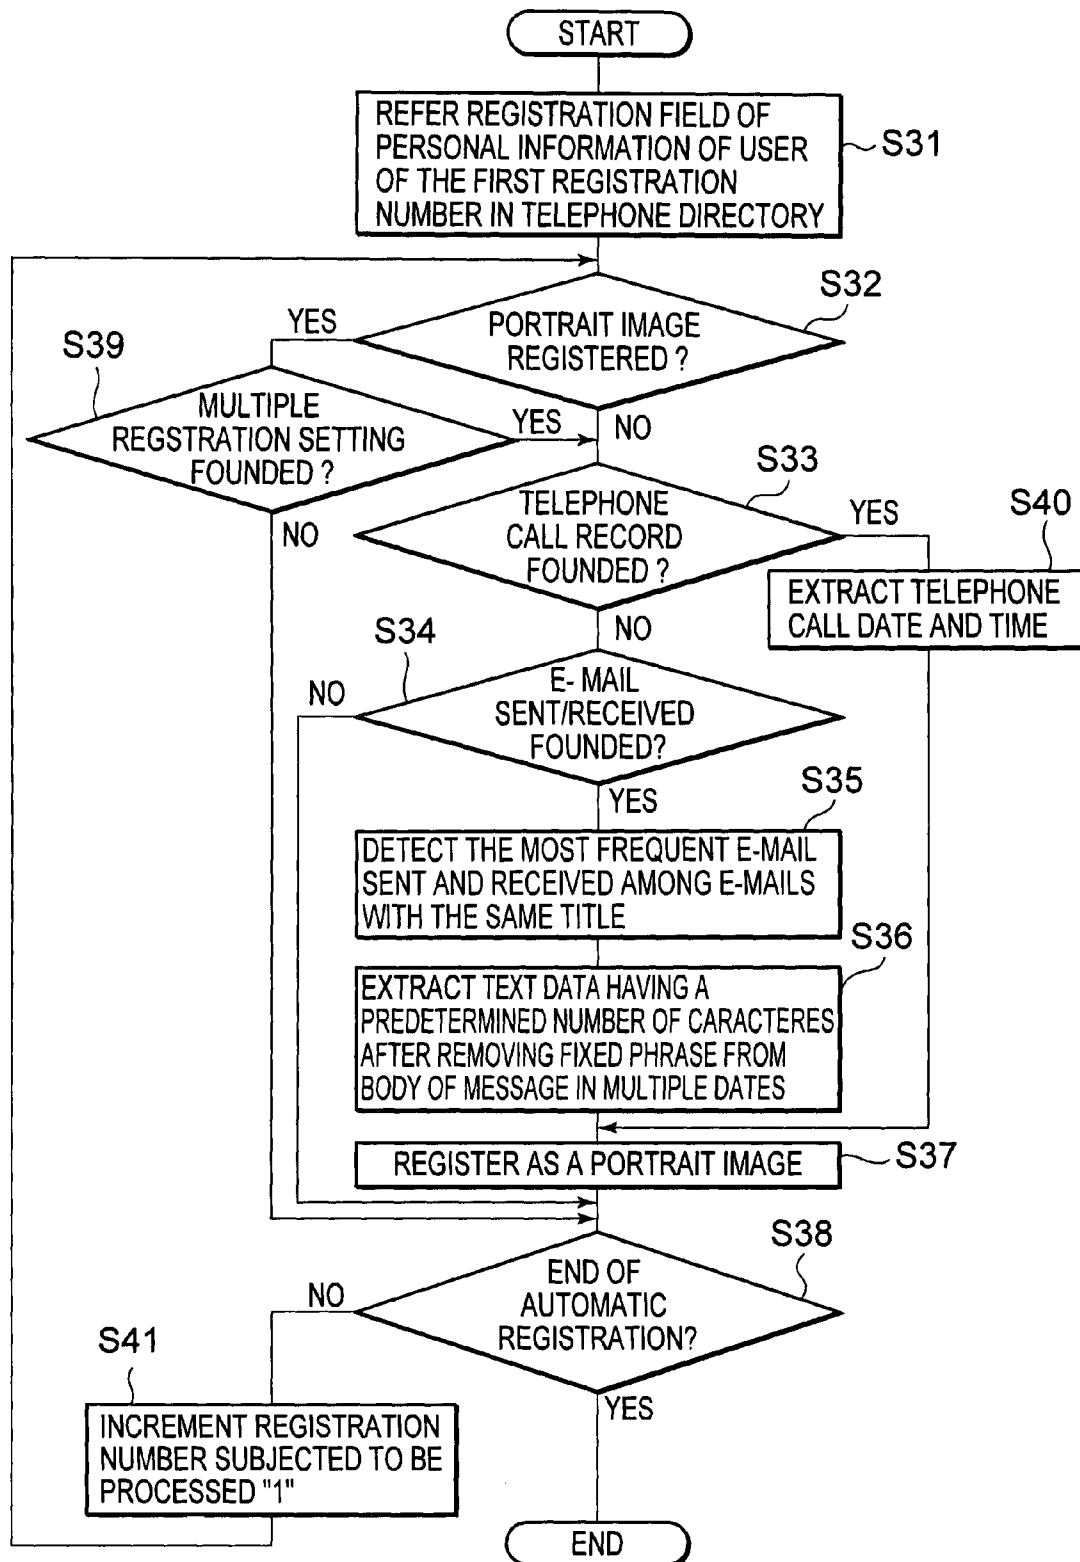 START
REFER REGISTRATION FIELD OF
PERSONAL INFORMATION OF USER
OF THE FIRST REGISTRATION
NUMBER IN TELEPHONE DIRECTORY
S31
S32
PORTRAIT IMAGE
REGISTERED ?
YES
NO
S39
MULTIPLE
REGSTRATION SETTING
FOUNDED ?
YES
NO
S33
TELEPHONE
CALL RECORD
FOUNDED ?
YES
NO
S40
EXTRACT TELEPHONE
CALL DATE AND TIME
S34
E- MAIL
SENT/RECEIVED
FOUNDED?
NO
YES
S35
DETECT THE MOST FREQUENT E-MAIL
SENT AND RECEIVED AMONG E-MAILS
WITH THE SAME TITLE
S36
EXTRACT TEXT DATA HAVING A
PREDETERMINED NUMBER OF CARACTERES
AFTER REMOVING FIXED PHRASE FROM
BODY OF MESSAGE IN MULTIPLE DATES
REGISTER AS A PORTRAIT IMAGE
S37
S38
END OF
AUTOMATIC
REGISTRATION?
NO
YES
S41
INCREMENT REGISTRATION
NUMBER SUBJECTED TO BE
PROCESSED "1"
END